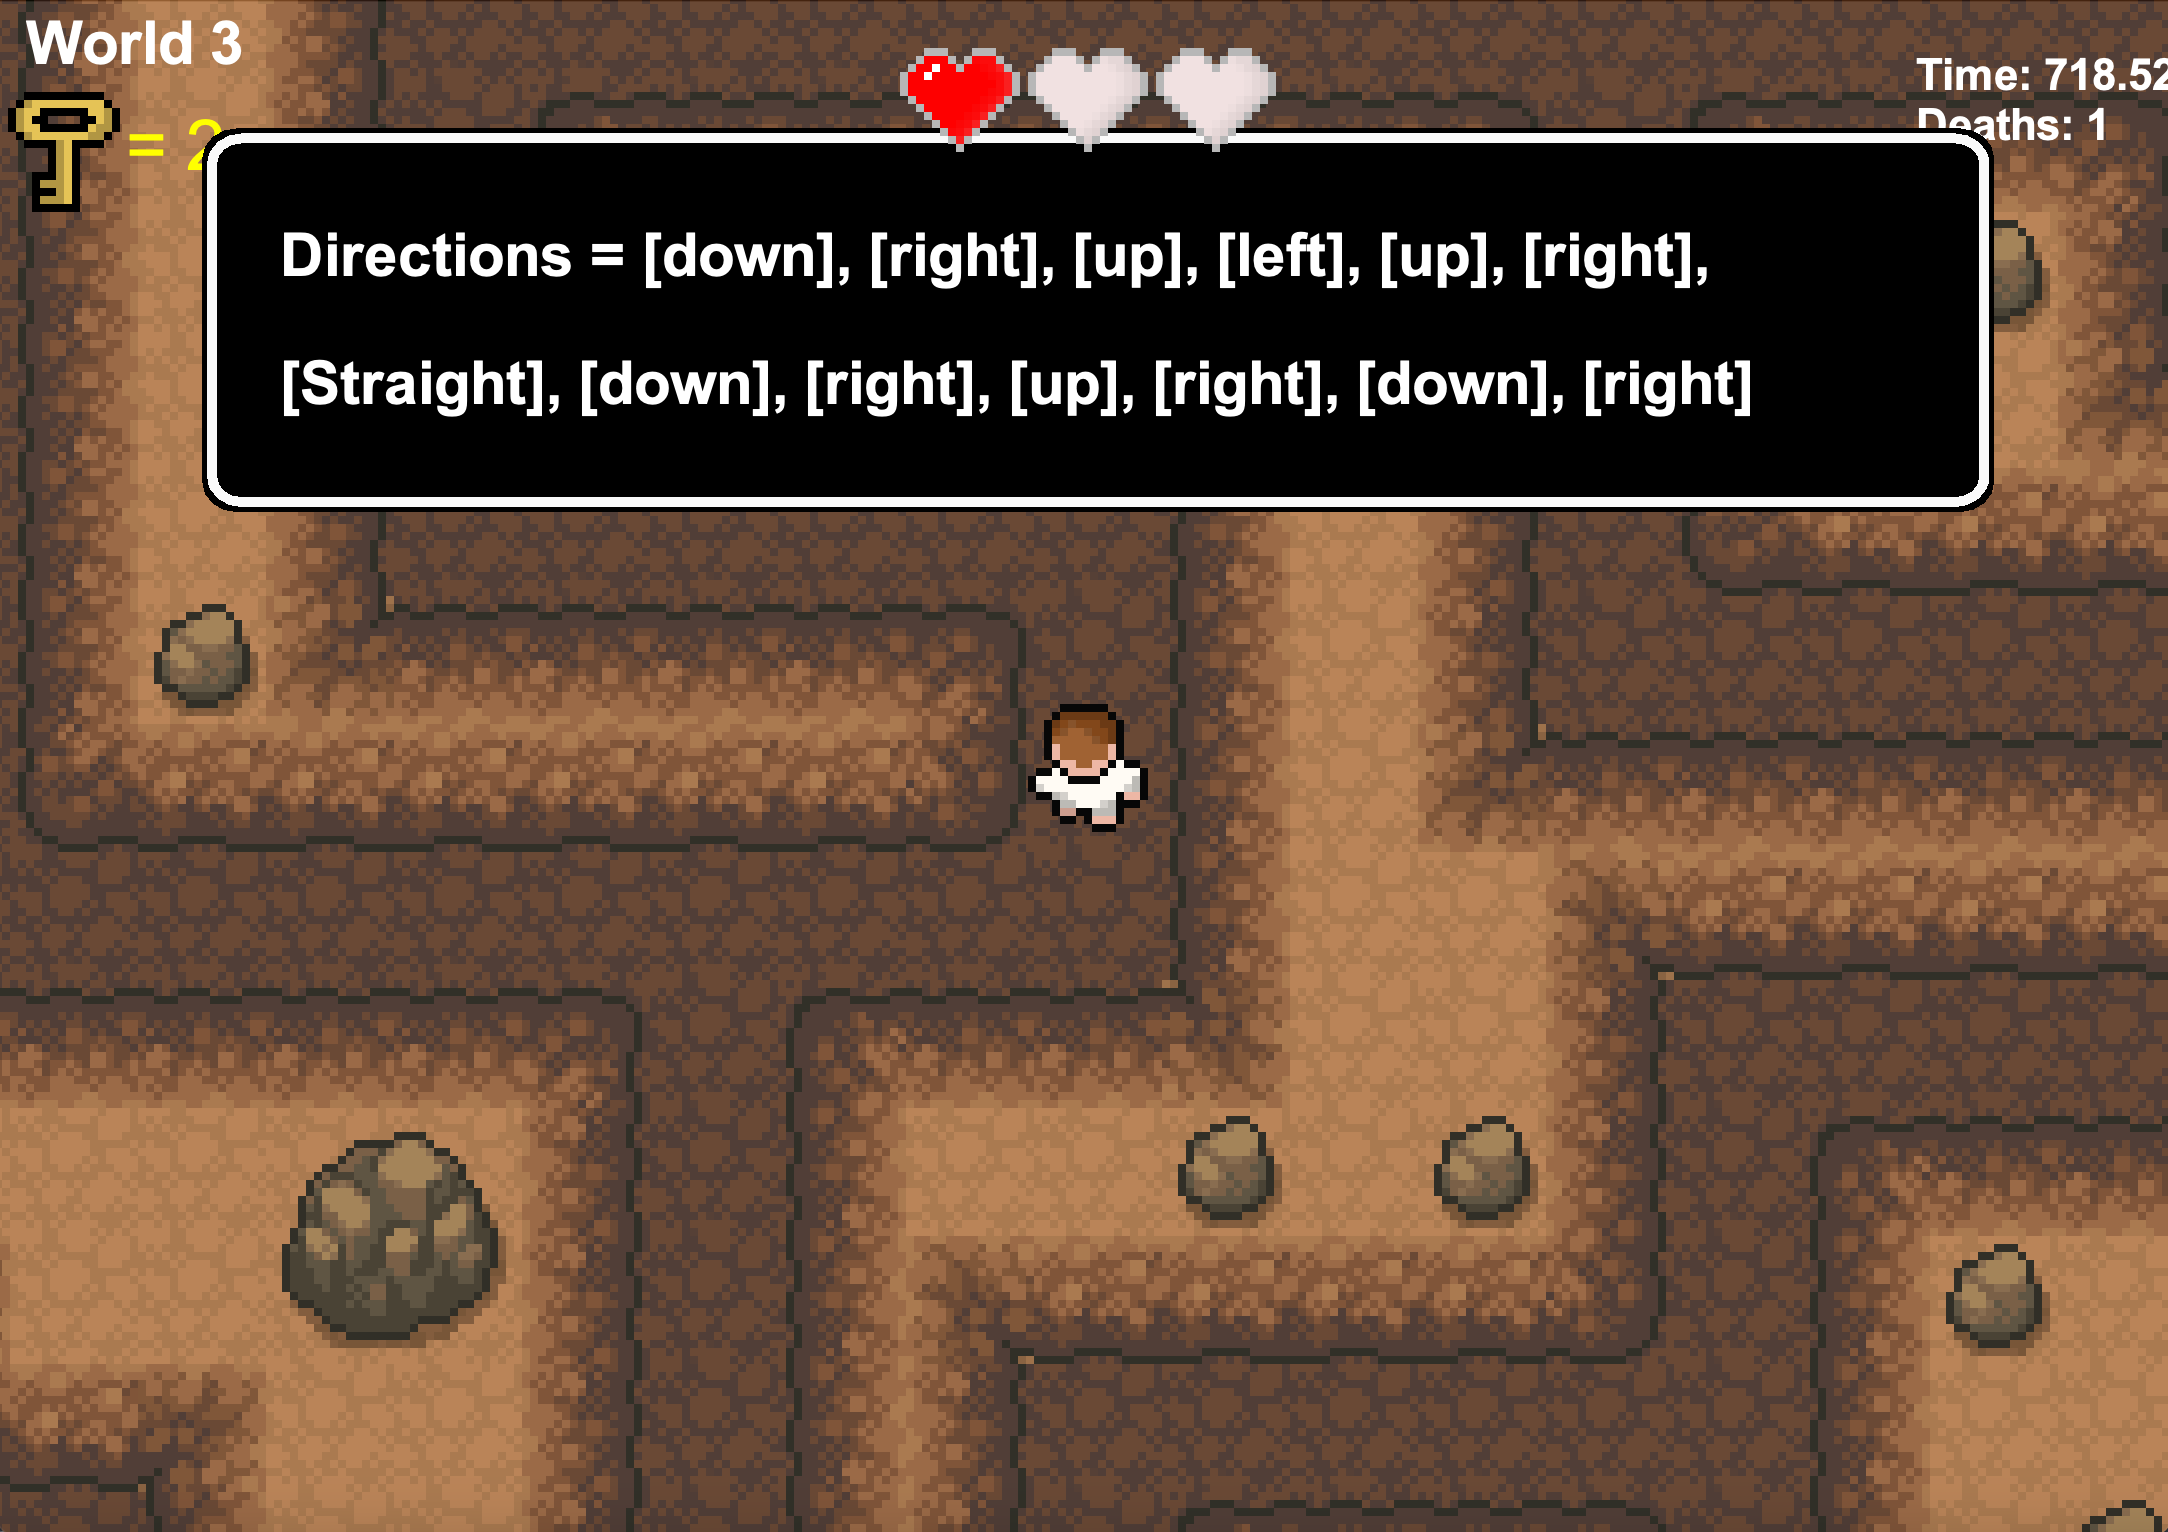 World 3
= 2
Time: 718.52
Deaths: 1
Directions = [down], [right], [up], [left], [up], [right],
[Straight], [down], [right], [up], [right], [down], [right]